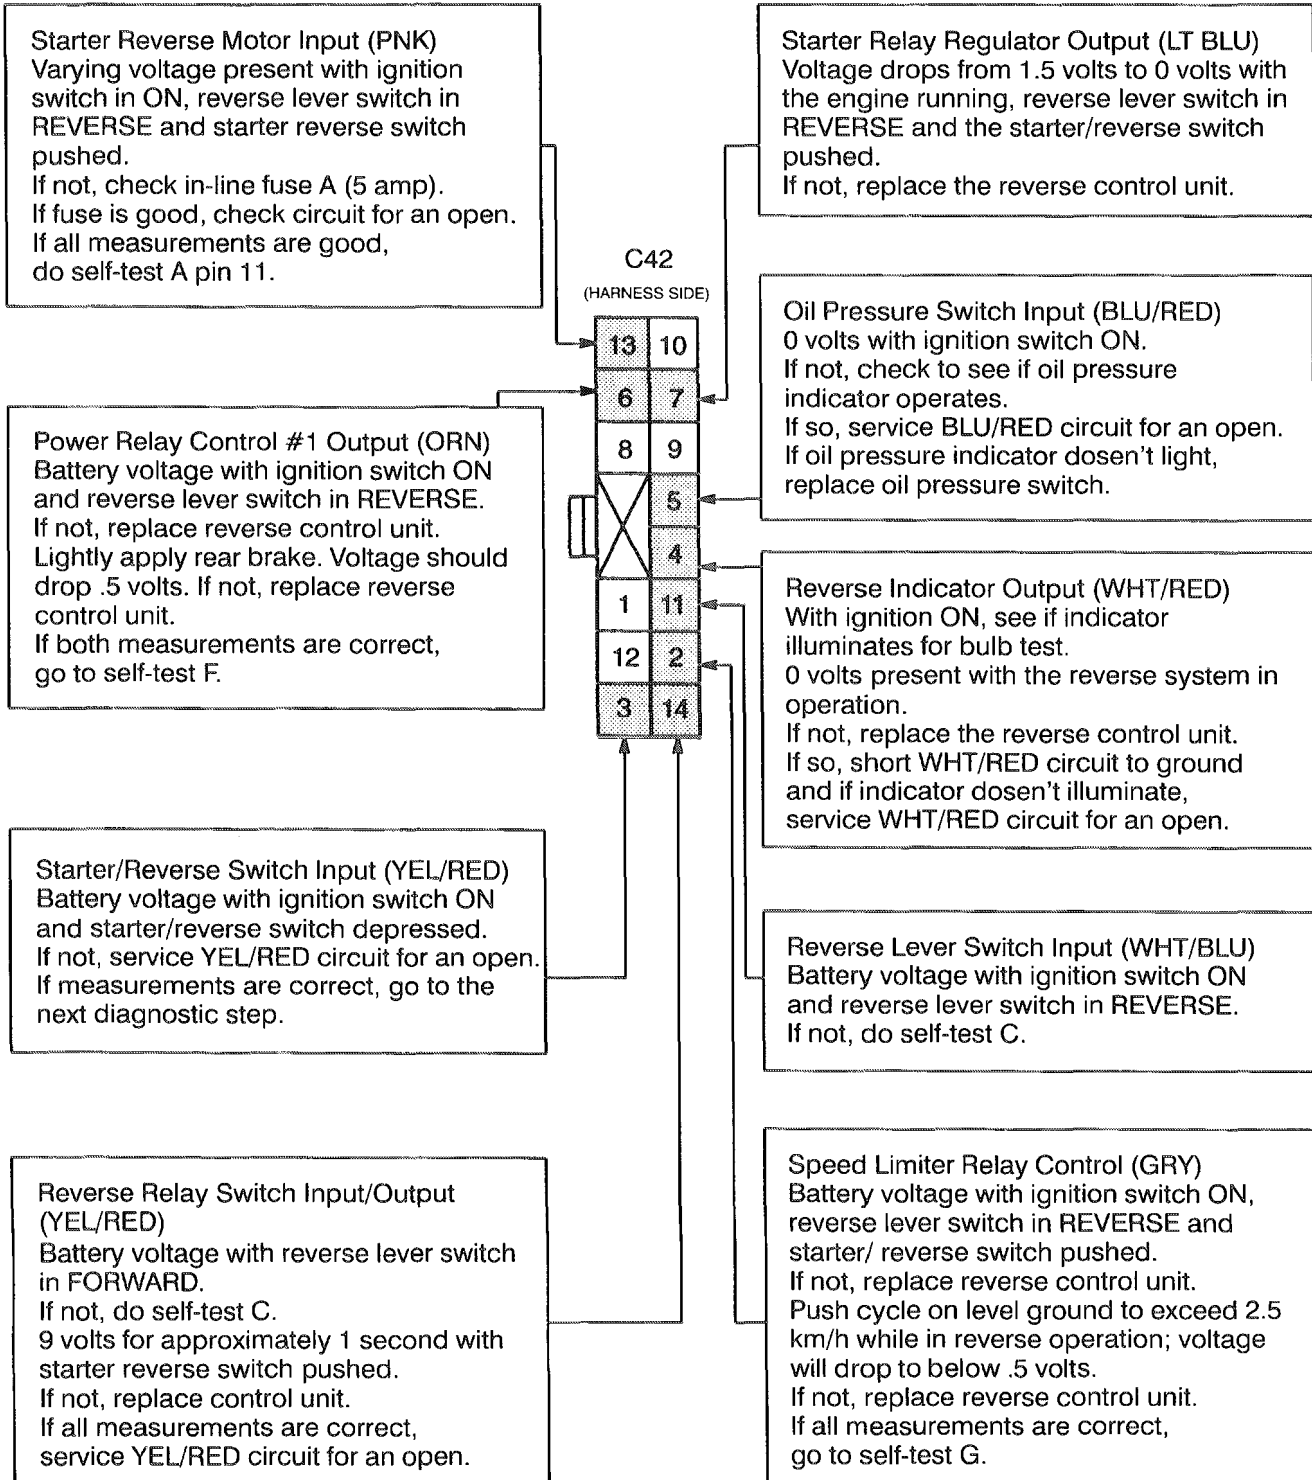 Starter Reverse Motor Input (PNK)
Varying voltage present with ignition
switch in ON, reverse lever switch in
REVERSE and starter reverse switch
pushed.
If not, check in-line fuse A (5 amp).
If fuse is good, check circuit for an open.
If all measurements are good,
do self-test A pin 11.
Starter Relay Regulator Output (LT BLU)
Voltage drops from 1.5 volts to 0 volts with
the engine running, reverse lever switch in
REVERSE and the starter/reverse switch
pushed.
If not, replace the reverse control unit.
C42
(HARNESS SIDE)
13 10
6 7
8 9
5
4
1 11
12 2
3 14
Power Relay Control #1 Output (ORN)
Battery voltage with ignition switch ON
and reverse lever switch in REVERSE.
If not, replace reverse control unit.
Lightly apply rear brake. Voltage should
drop .5 volts. If not, replace reverse
control unit.
If both measurements are correct,
go to self-test F.
Oil Pressure Switch Input (BLU/RED)
0 volts with ignition switch ON.
If not, check to see if oil pressure
indicator operates.
If so, service BLU/RED circuit for an open.
If oil pressure indicator dosen't light,
replace oil pressure switch.
Reverse Indicator Output (WHT/RED)
With ignition ON, see if indicator
illuminates for bulb test.
0 volts present with the reverse system in
operation.
If not, replace the reverse control unit.
If so, short WHT/RED circuit to ground
and if indicator dosen't illuminate,
service WHT/RED circuit for an open.
Starter/Reverse Switch Input (YEL/RED)
Battery voltage with ignition switch ON
and starter/reverse switch depressed.
If not, service YEL/RED circuit for an open.
If measurements are correct, go to the
next diagnostic step.
Reverse Lever Switch Input (WHT/BLU)
Battery voltage with ignition switch ON
and reverse lever switch in REVERSE.
If not, do self-test C.
Reverse Relay Switch Input/Output
(YEL/RED)
Battery voltage with reverse lever switch
in FORWARD.
If not, do self-test C.
9 volts for approximately 1 second with
starter reverse switch pushed.
If not, replace control unit.
If all measurements are correct,
service YEL/RED circuit for an open.
Speed Limiter Relay Control (GRY)
Battery voltage with ignition switch ON,
reverse lever switch in REVERSE and
starter/ reverse switch pushed.
If not, replace reverse control unit.
Push cycle on level ground to exceed 2.5
km/h while in reverse operation; voltage
will drop to below .5 volts.
If not, replace reverse control unit.
If all measurements are correct,
go to self-test G.